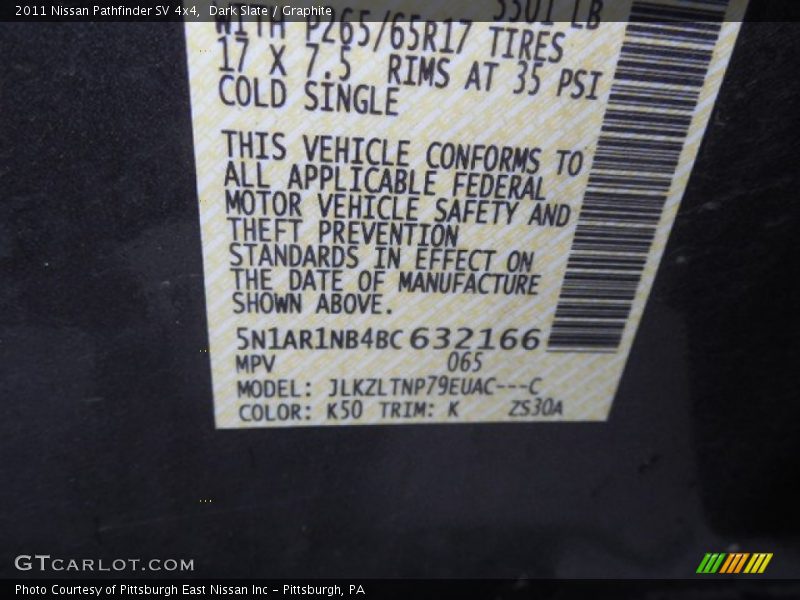 2011 Nissan Pathfinder SV 4x4, Dark Slate / Graphite
5501 LB
WITH P265/65R17 TIRES
17 X 7.5 RIMS AT 35 PSI
COLD SINGLE
THIS VEHICLE CONFORMS TO
ALL APPLICABLE FEDERAL
MOTOR VEHICLE SAFETY AND
THEFT PREVENTION
STANDARDS IN EFFECT ON
THE DATE OF MANUFACTURE
SHOWN ABOVE.
5N1AR1NB4BC632166
MPV 065
MODEL: JLKZLTNP79EUAC---C
COLOR: K50 TRIM: K ZS30A
GTCARLOT.COM
Photo Courtesy of Pittsburgh East Nissan Inc - Pittsburgh, PA